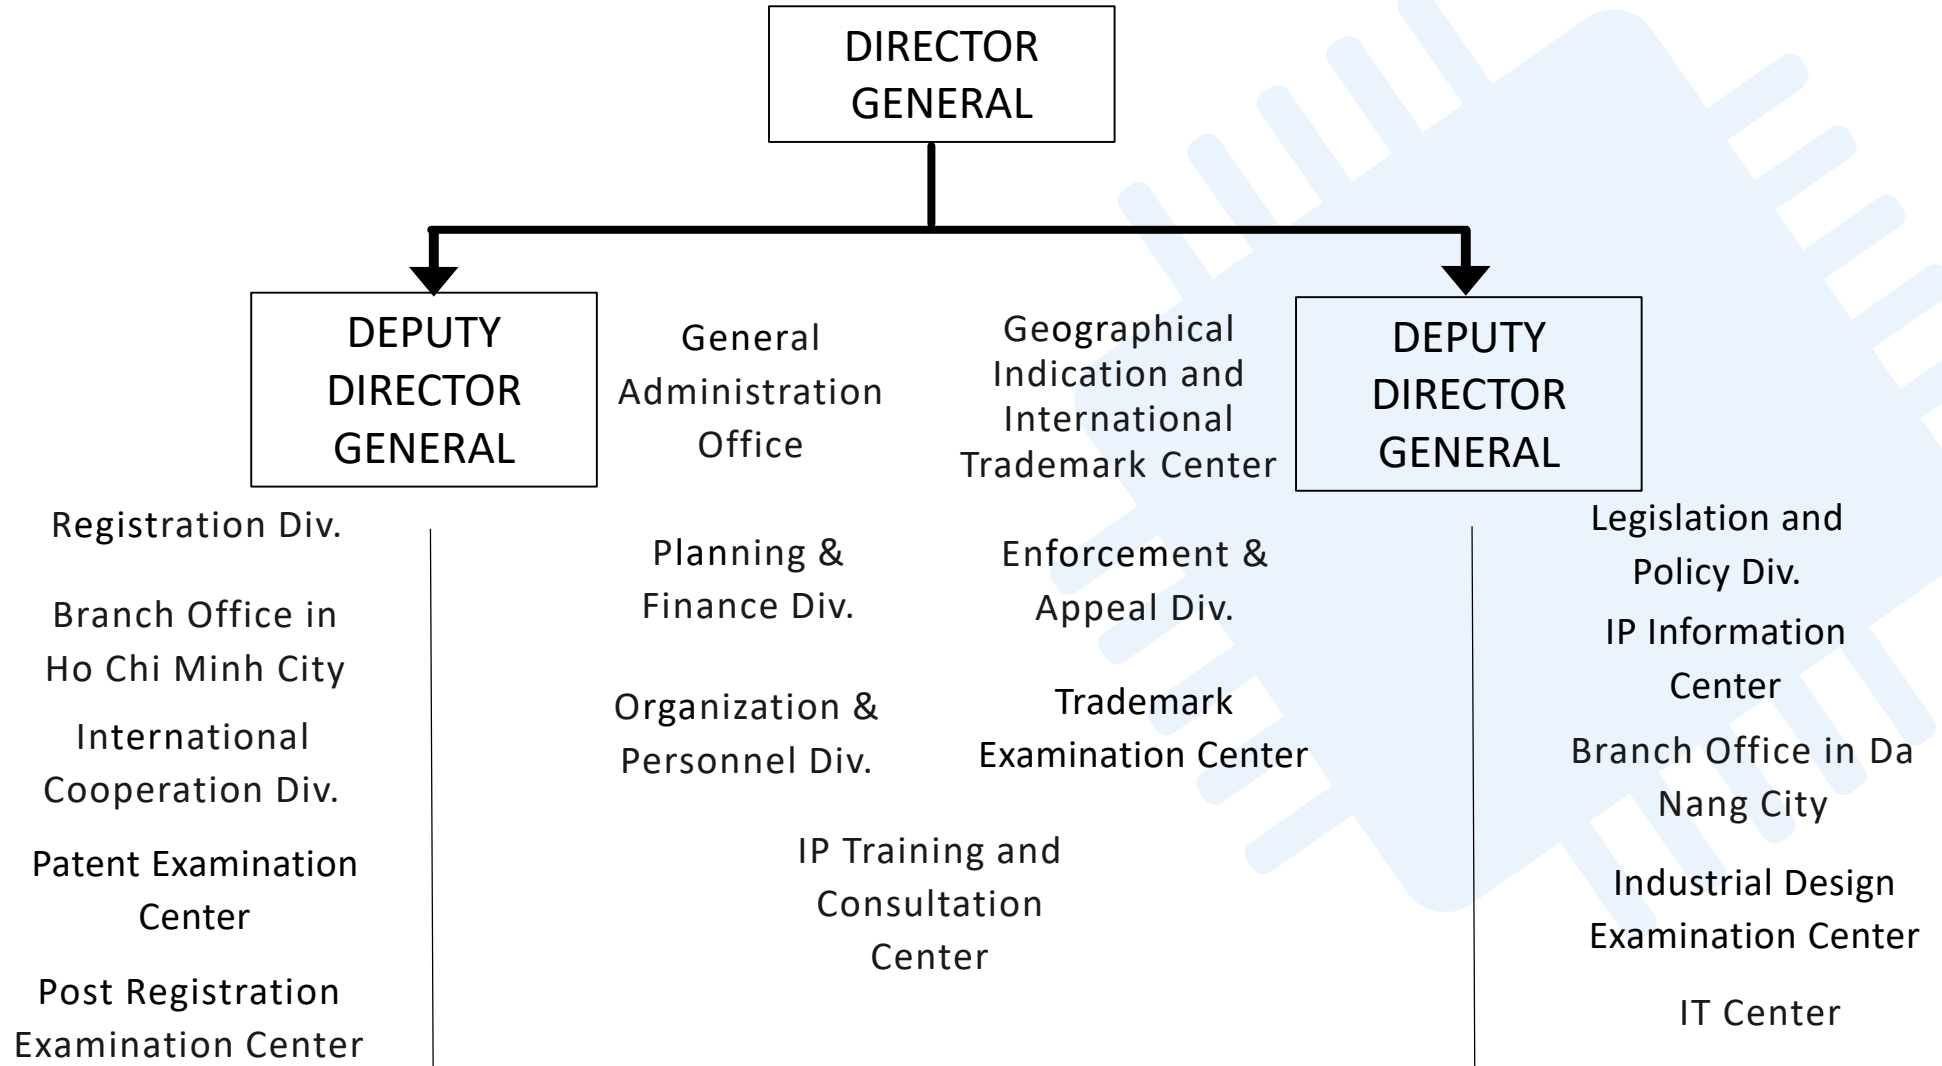 DIRECTOR
GENERAL
DEPUTY
DIRECTOR
GENERAL
General
Administration
Office
Geographical
Indication and
International
Trademark Center
DEPUTY
DIRECTOR
GENERAL
Registration Div.
Branch Office in
Ho Chi Minh City
International
Cooperation Div.
Patent Examination
Center
Post Registration
Examination Center
Planning &
Finance Div.
Organization &
Personnel Div.
Enforcement &
Appeal Div.
Trademark
Examination Center
IP Training and
Consultation
Center
Legislation and
Policy Div.
IP Information
Center
Branch Office in Da
Nang City
Industrial Design
Examination Center
IT Center